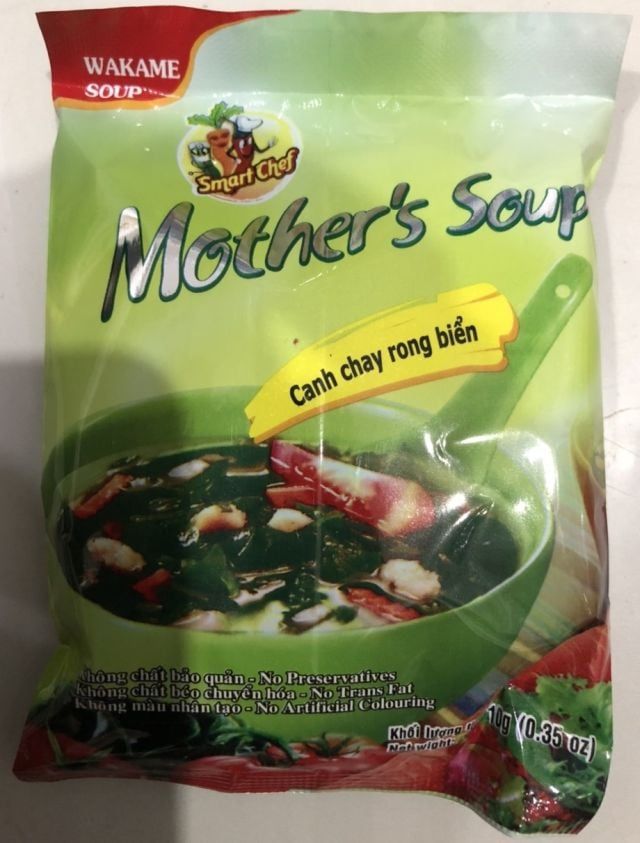 WAKAME
SOUP
Smart Chef
Mother's Soup
Canh chay rong biển
Không chất bảo quản - No Preservatives
Không chất béo chuyển hóa - No Trans Fat
Không màu nhân tạo - No Artificial Colouring
Khối lượng 10g (0.35 oz)
Net wight: